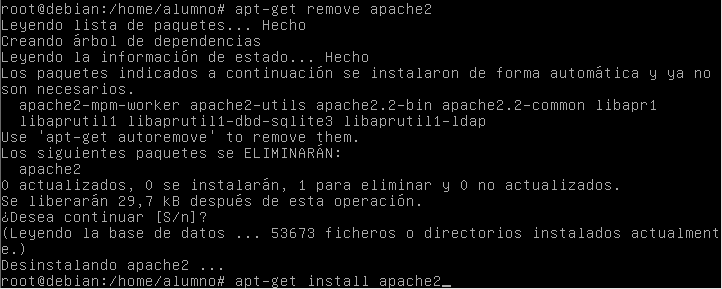 root@debian:/home/alumno# apt-get remove apache2
Leyendo lista de paquetes... Hecho
Creando árbol de dependencias
Leyendo la información de estado... Hecho
Los paquetes indicados a continuación se instalaron de forma automática y ya no
son necesarios.
  apache2-mpm-worker apache2-utils apache2.2-bin apache2.2-common libapr1
  libaprutil1 libaprutil1-dbd-sqlite3 libaprutil1-ldap
Use 'apt-get autoremove' to remove them.
Los siguientes paquetes se ELIMINARÁN:
  apache2
0 actualizados, 0 se instalarán, 1 para eliminar y 0 no actualizados.
Se liberarán 29,7 kB después de esta operación.
¿Desea continuar [S/n]?
(Leyendo la base de datos ... 53673 ficheros o directorios instalados actualment
e.)
Desinstalando apache2 ...
root@debian:/home/alumno# apt-get install apache2_